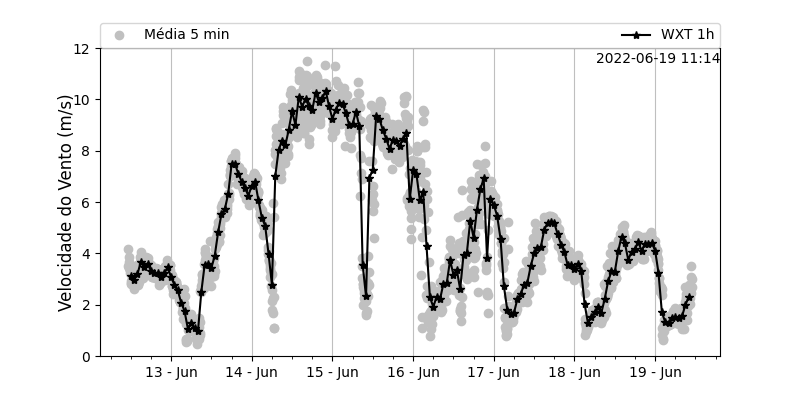 Média 5 min
WXT 1h
2022-06-19 11:14
Velocidade do Vento (m/s)
12
10
8
6
4
2
0
13 - Jun
14 - Jun
15 - Jun
16 - Jun
17 - Jun
18 - Jun
19 - Jun